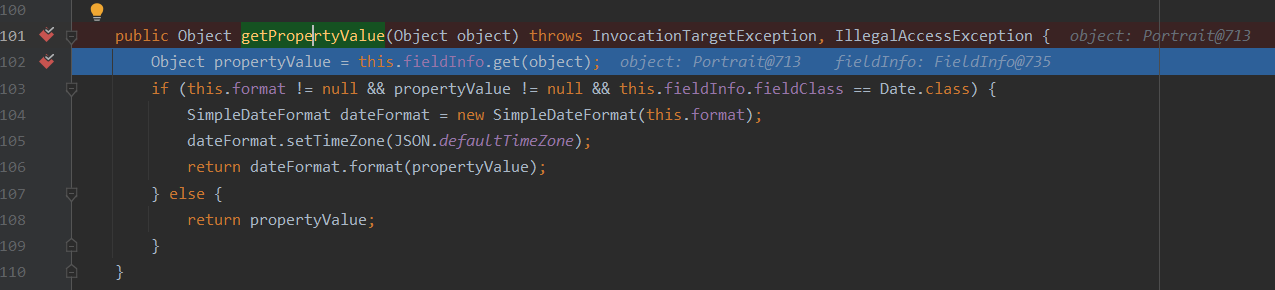 100
101 public Object getPropertyValue(Object object) throws InvocationTargetException, IllegalAccessException { object: Portrait@713
102 Object propertyValue = this.fieldInfo.get(object); object: Portrait@713 fieldInfo: FieldInfo@735
103 if (this.format != null && propertyValue != null && this.fieldInfo.fieldClass == Date.class) {
104 SimpleDateFormat dateFormat = new SimpleDateFormat(this.format);
105 dateFormat.setTimeZone(JSON.defaultTimeZone);
106 return dateFormat.format(propertyValue);
107 } else {
108 return propertyValue;
109 }
110 }